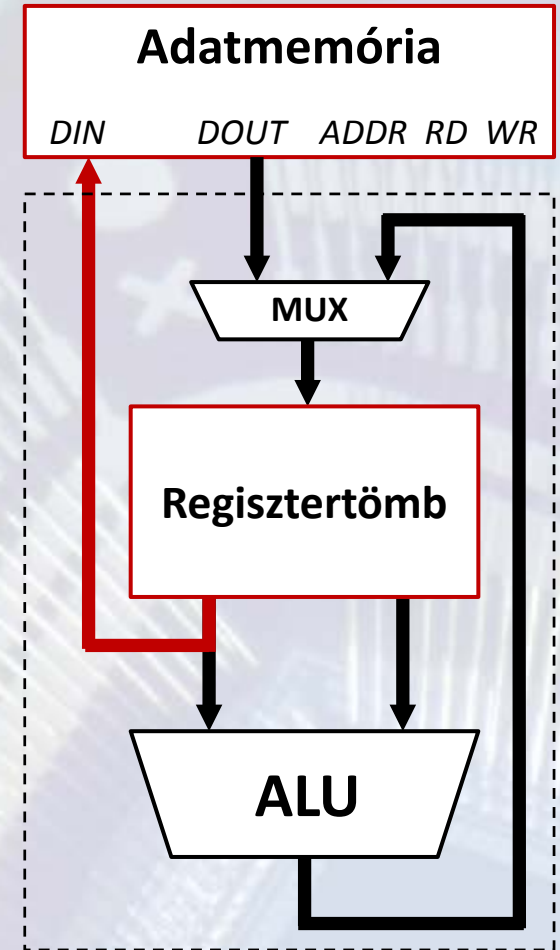 Adatmemória
DIN DOUT ADDR RD WR
MUX
Regisztertömb
ALU